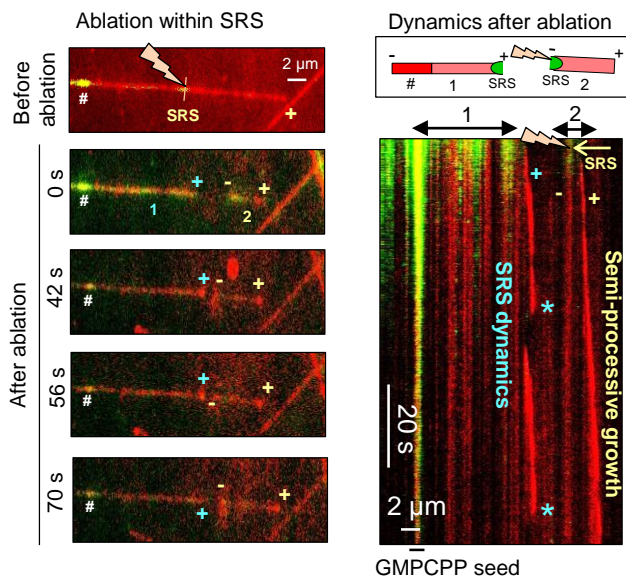 Ablation within SRS
Before
ablation
2 μm
#
SRS
+
After ablation
0 s
#
1
+
-
+
2
42 s
#
+
-
+
56 s
#
+
-
+
70 s
#
+
-
+
Dynamics after ablation
-
+
-
+
#
1
SRS
SRS
2
1
2
SRS
+
-
+
*
SRS dynamics
Semi-processive growth
20 s
2 μm
*
GMPCPP seed